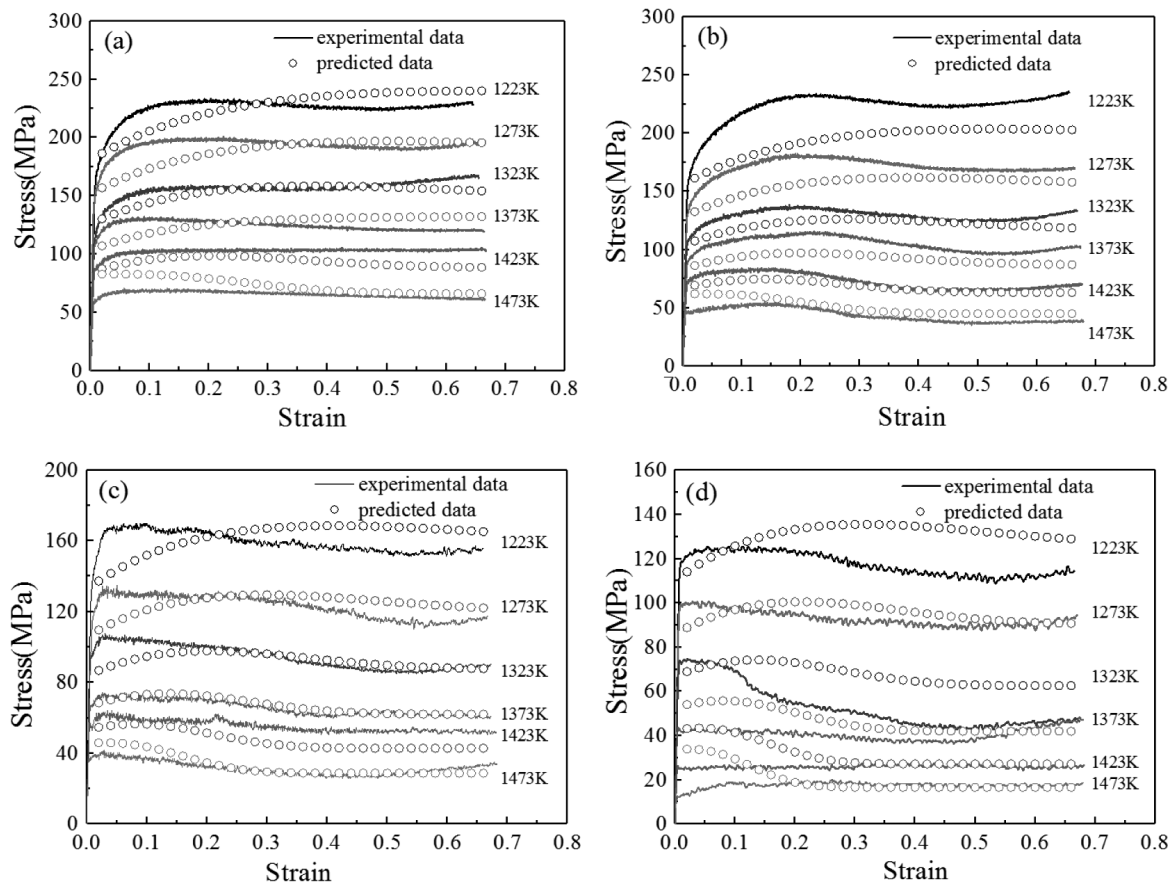 (a)
experimental data
predicted data
1223K
1273K
1323K
1373K
1423K
1473K
300
250
200
150
100
50
0
Stress(MPa)
0.0 0.1 0.2 0.3 0.4 0.5 0.6 0.7 0.8
Strain
(b)
experimental data
predicted data
1223K
1273K
1323K
1373K
1423K
1473K
300
250
200
150
100
50
0
Stress(MPa)
0.0 0.1 0.2 0.3 0.4 0.5 0.6 0.7 0.8
Strain
(c)
experimental data
predicted data
1223K
1273K
1323K
1373K
1423K
1473K
200
160
120
80
40
0
Stress(MPa)
0.0 0.1 0.2 0.3 0.4 0.5 0.6 0.7 0.8
Strain
(d)
experimental data
predicted data
1223K
1273K
1323K
1373K
1423K
1473K
160
140
120
100
80
60
40
20
0
Stress(MPa)
0.0 0.1 0.2 0.3 0.4 0.5 0.6 0.7 0.8
Strain